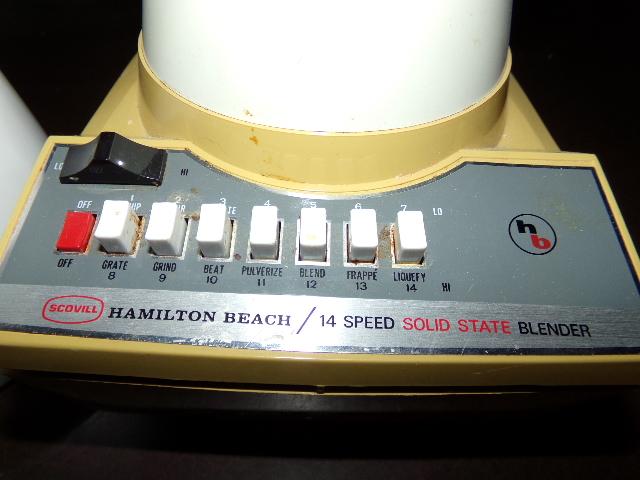 LO HI
OFF 1 2 3 4 5 6 7 LO
OFF GRATE GRIND BEAT PULVERIZE BLEND FRAPPÉ LIQUEFY
8 9 10 11 12 13 14 HI
hb
SCOVILL HAMILTON BEACH / 14 SPEED SOLID STATE BLENDER